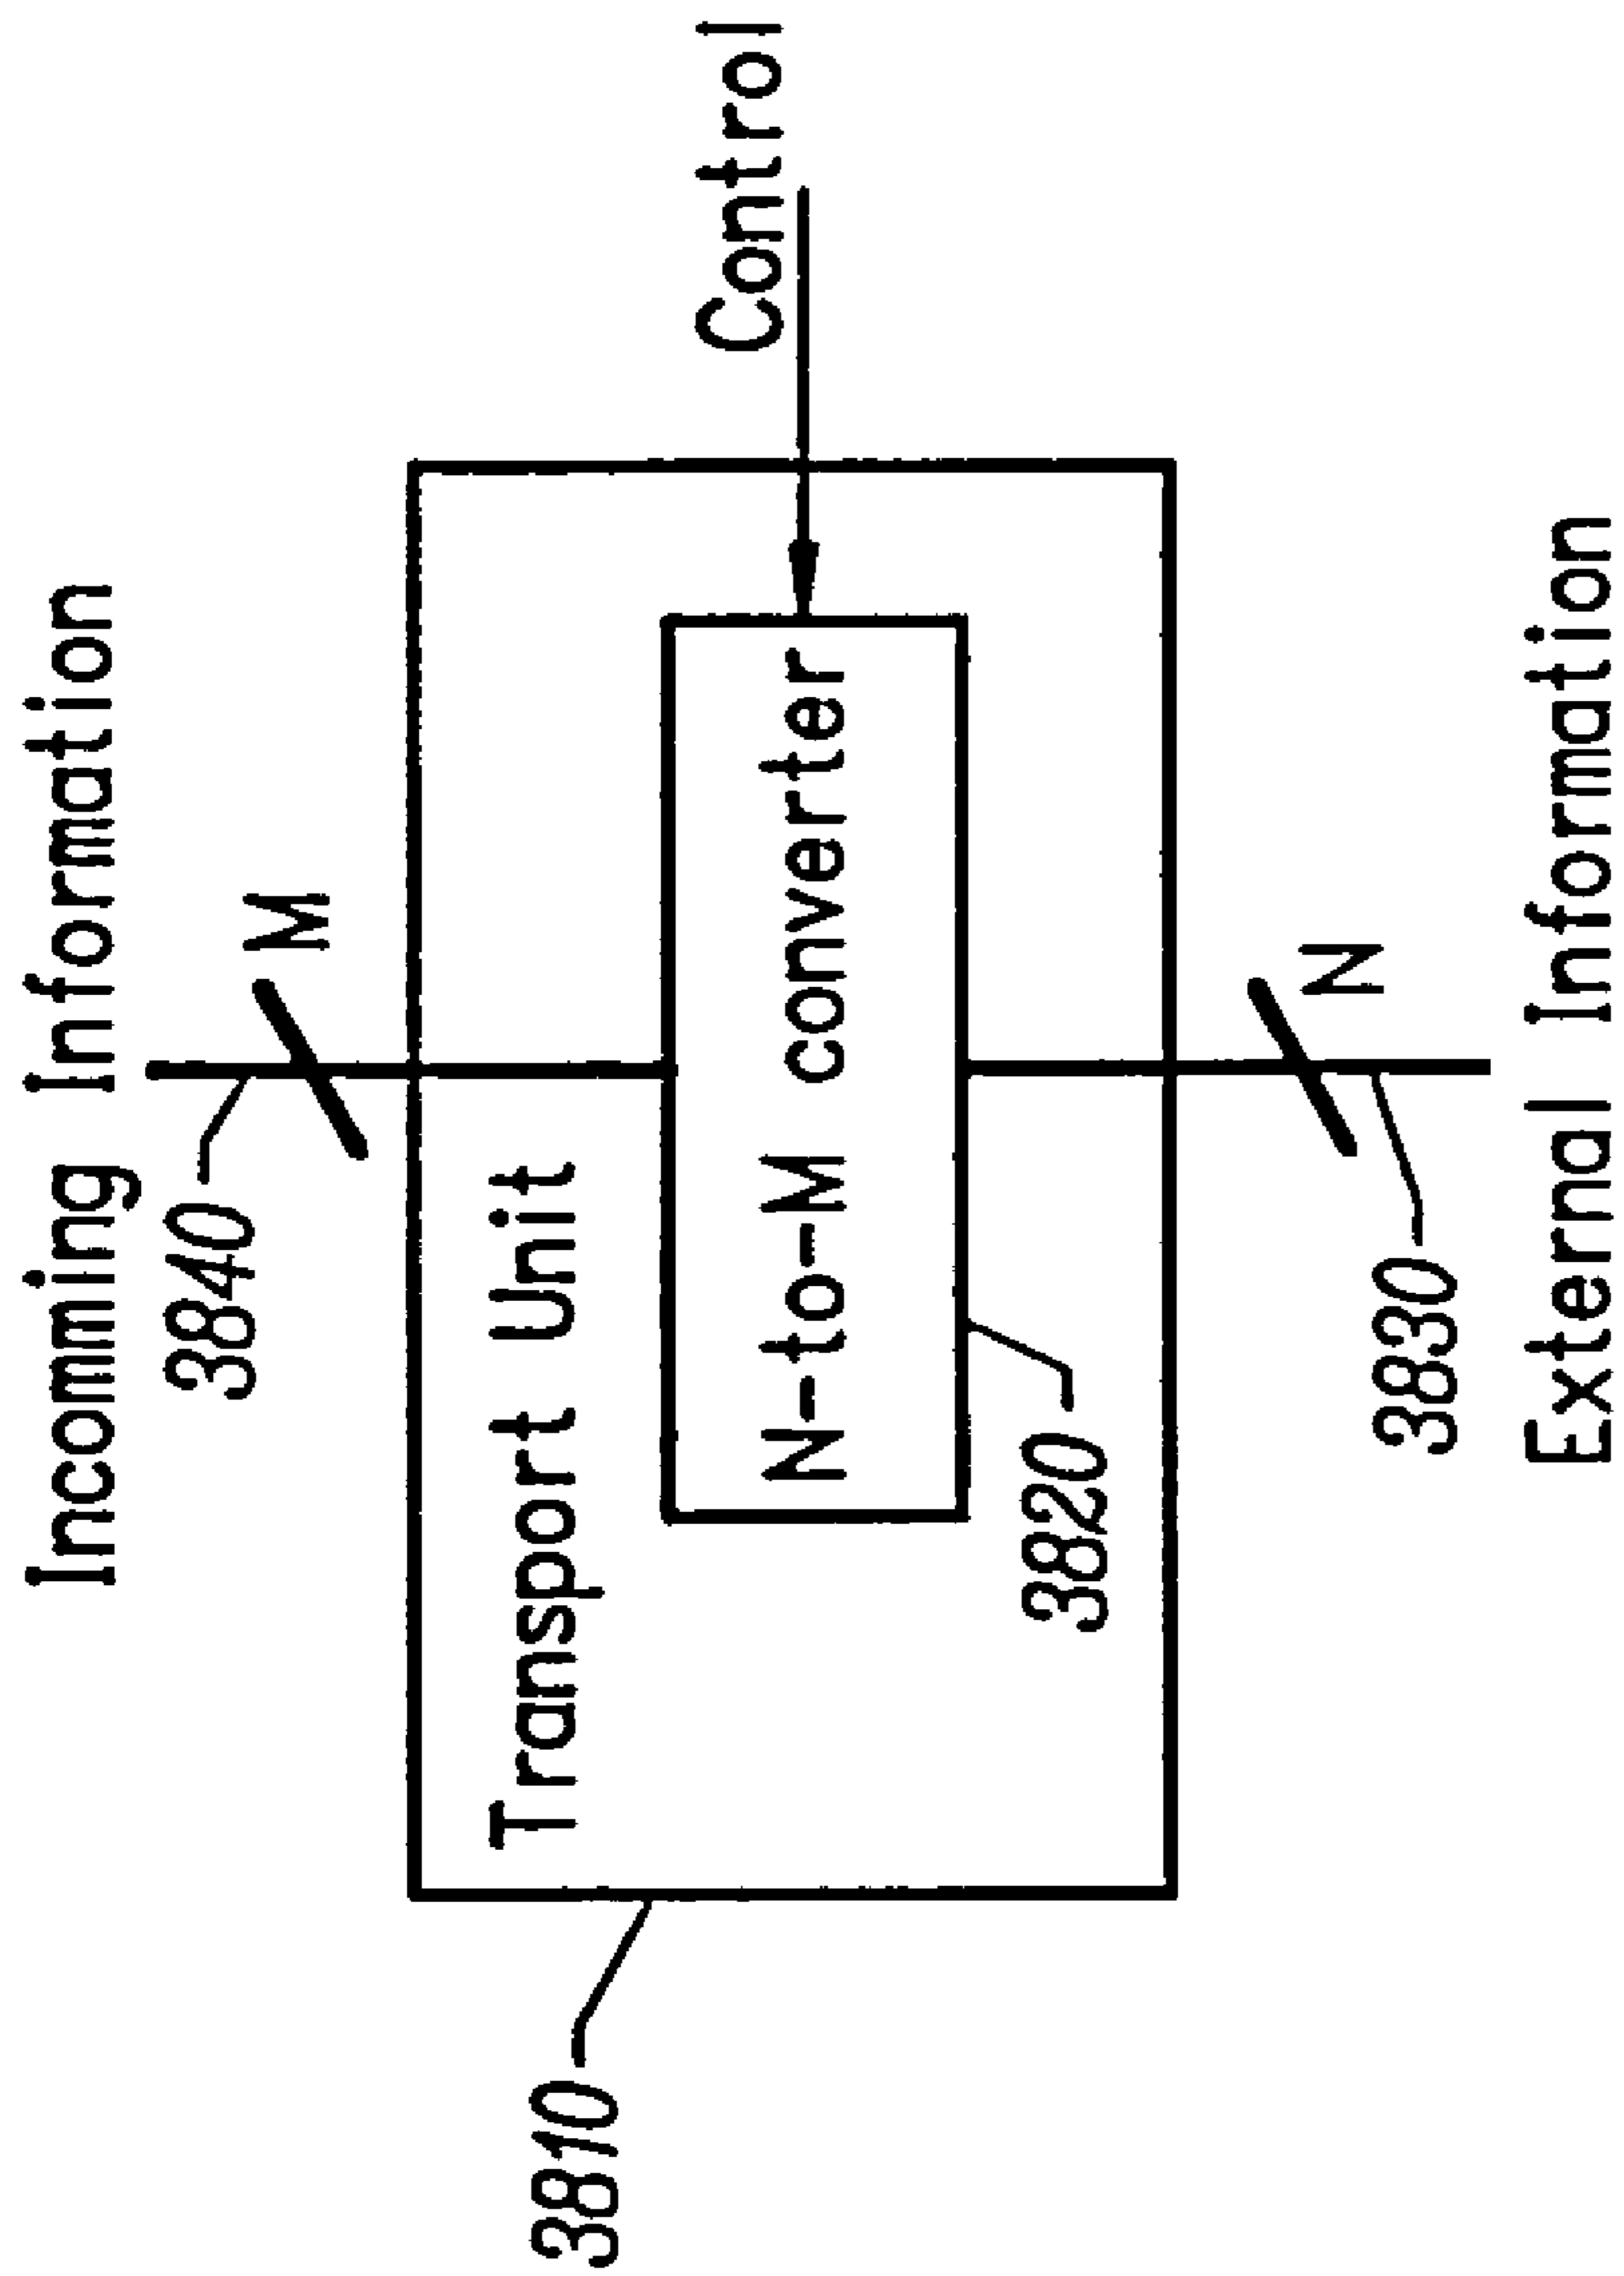 Incomming Information
3840
M
Transport Unit
3810
Control
N-to-M converter
3820
N
3830
External Information